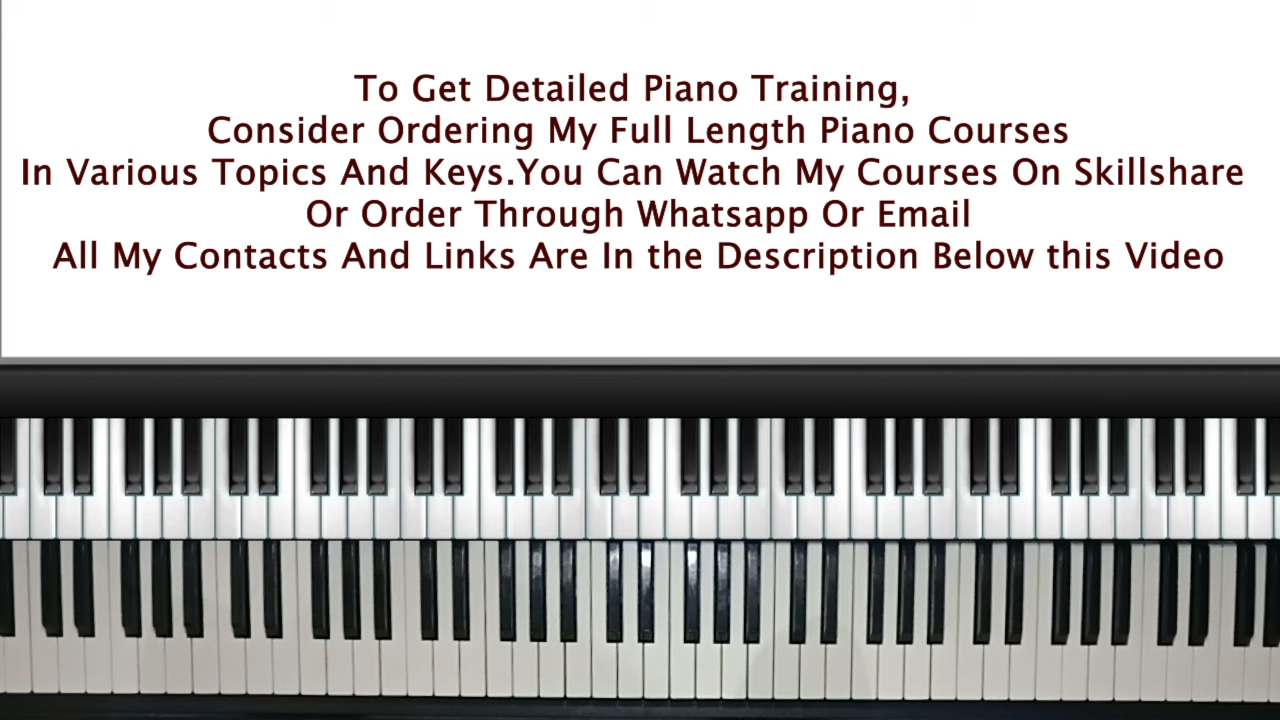 To Get Detailed Piano Training,
Consider Ordering My Full Length Piano Courses
In Various Topics And Keys.You Can Watch My Courses On Skillshare
Or Order Through Whatsapp Or Email
All My Contacts And Links Are In the Description Below this Video